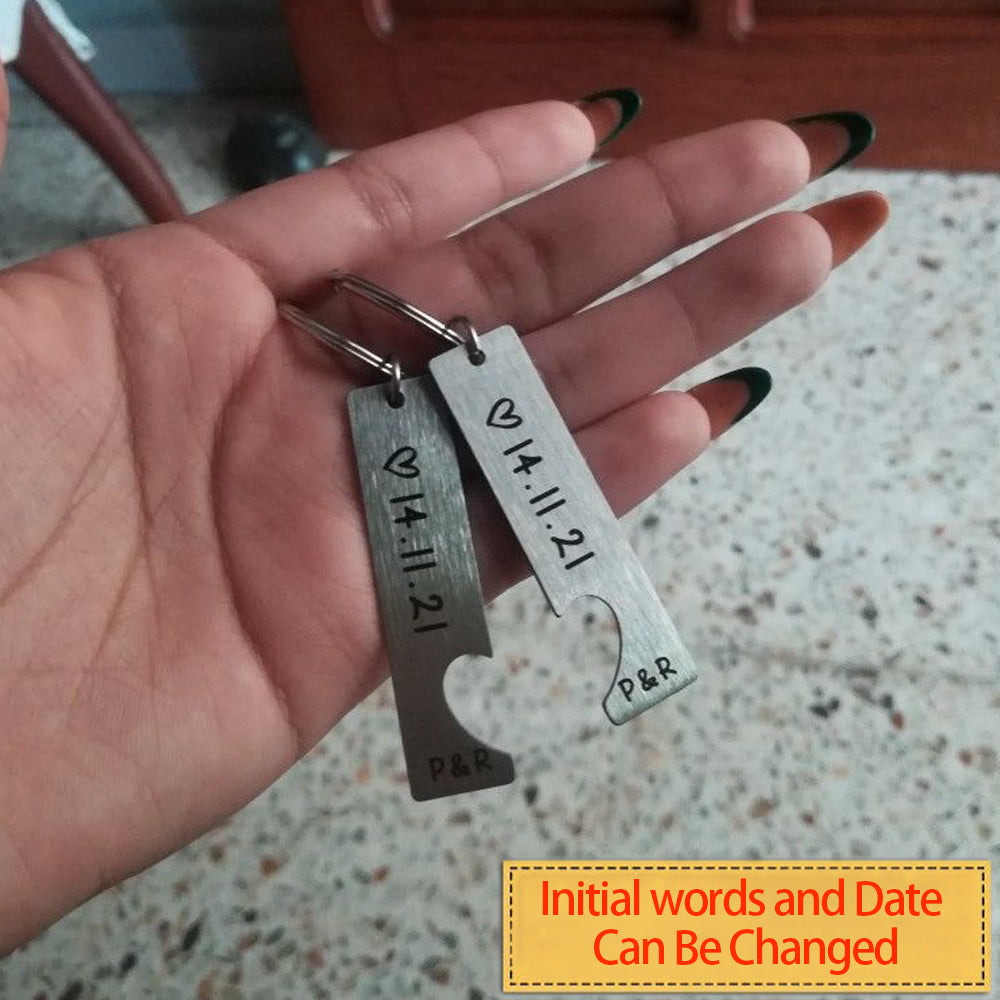 ♡14.11.21
P&R
♡14.11.21
P&R
Initial words and Date
Can Be Changed